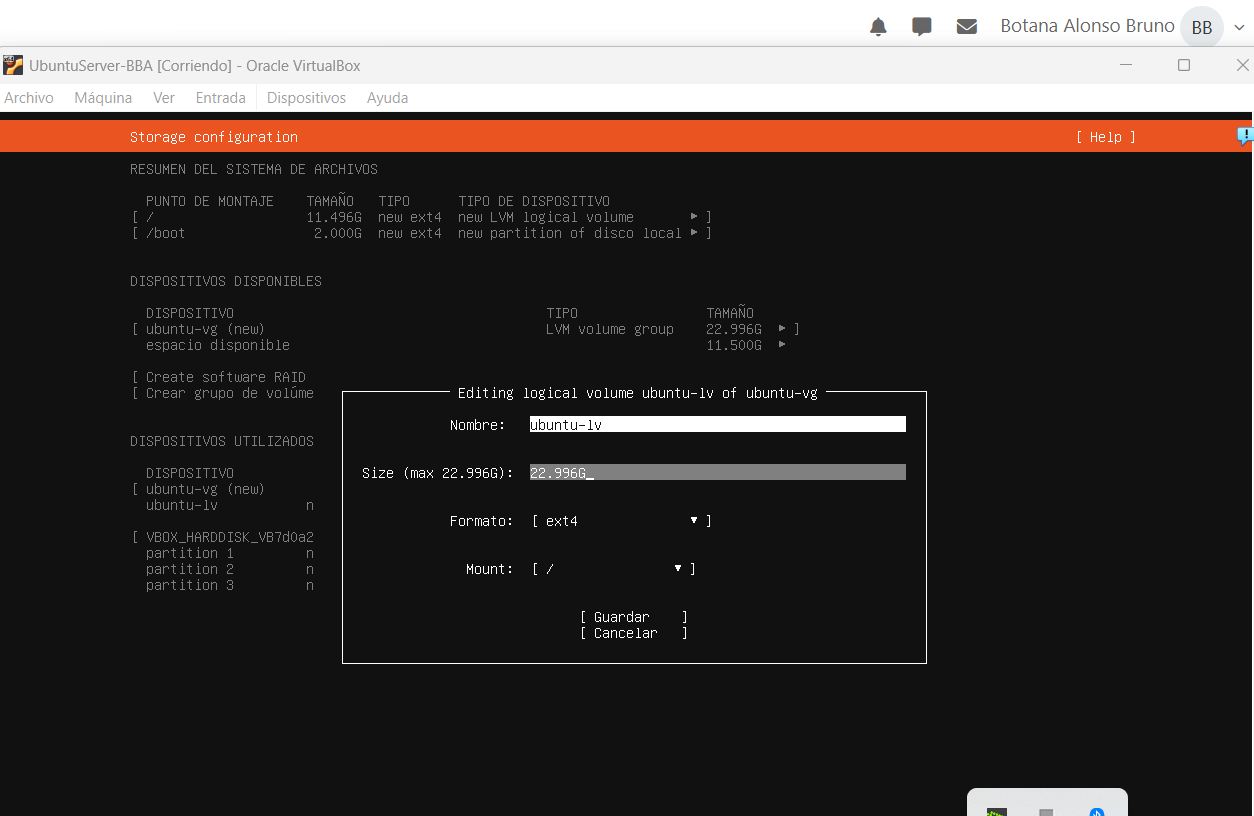 Botana Alonso Bruno BB
UbuntuServer-BBA [Corriendo] - Oracle VirtualBox
Archivo Máquina Ver Entrada Dispositivos Ayuda
Storage configuration [ Help ]
RESUMEN DEL SISTEMA DE ARCHIVOS
PUNTO DE MONTAJE TAMAÑO TIPO TIPO DE DISPOSITIVO
[ / 11.496G new ext4 new LVM logical volume ▸ ]
[ /boot 2.000G new ext4 new partition of disco local ▸ ]
DISPOSITIVOS DISPONIBLES
DISPOSITIVO TIPO TAMAÑO
[ ubuntu-vg (new) LVM volume group 22.996G ▸ ]
espacio disponible 11.500G ▸
[ Create software RAID
[ Crear grupo de volúme
DISPOSITIVOS UTILIZADOS
DISPOSITIVO
[ ubuntu-vg (new)
ubuntu-lv n
[ VBOX_HARDDISK_VB7d0a2
partition 1 n
partition 2 n
partition 3 n
Editing logical volume ubuntu-lv of ubuntu-vg
Nombre: ubuntu-lv
Size (max 22.996G): 22.996G_
Formato: [ ext4 ▾ ]
Mount: [ / ▾ ]
[ Guardar ]
[ Cancelar ]